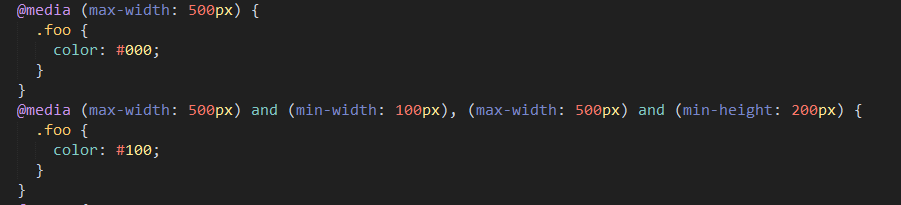 @media (max-width: 500px) {
  .foo {
    color: #000;
  }
}
@media (max-width: 500px) and (min-width: 100px), (max-width: 500px) and (min-height: 200px) {
  .foo {
    color: #100;
  }
}